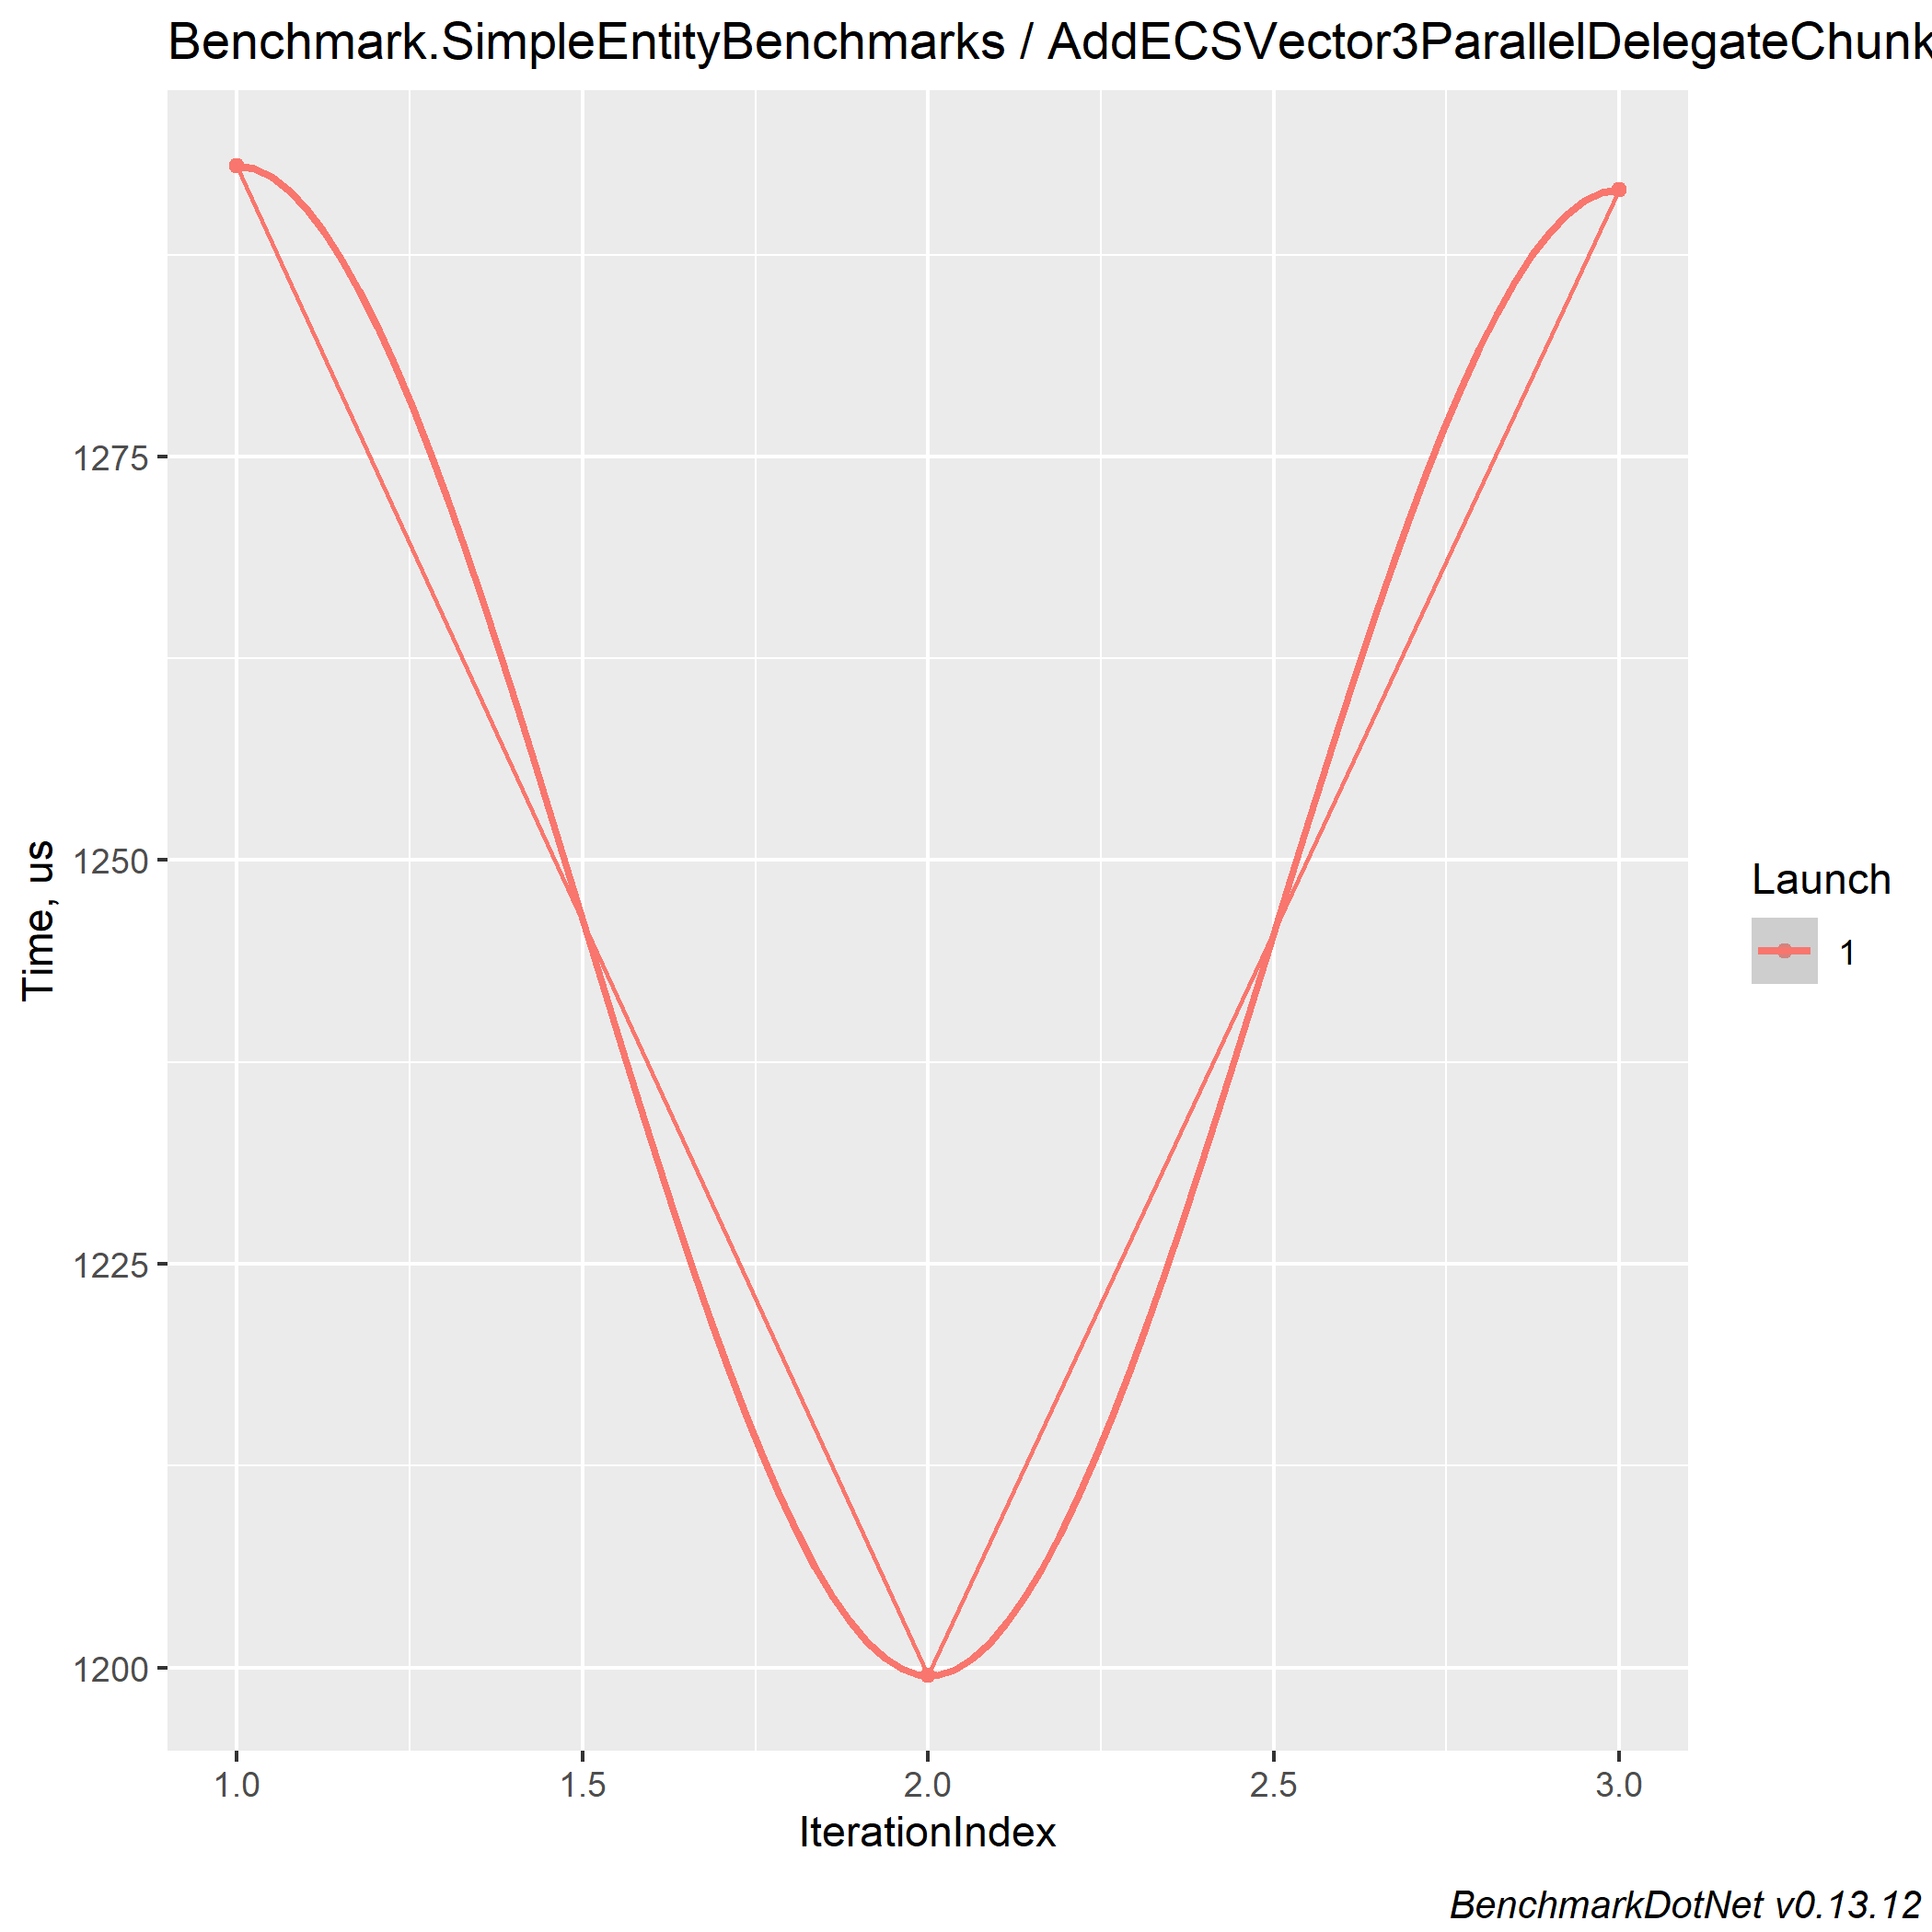 Benchmark.SimpleEntityBenchmarks / AddECSVector3ParallelDelegateChunk
Time, us
1275
1250
1225
1200
1.0 1.5 2.0 2.5 3.0
IterationIndex
Launch
1
BenchmarkDotNet v0.13.12